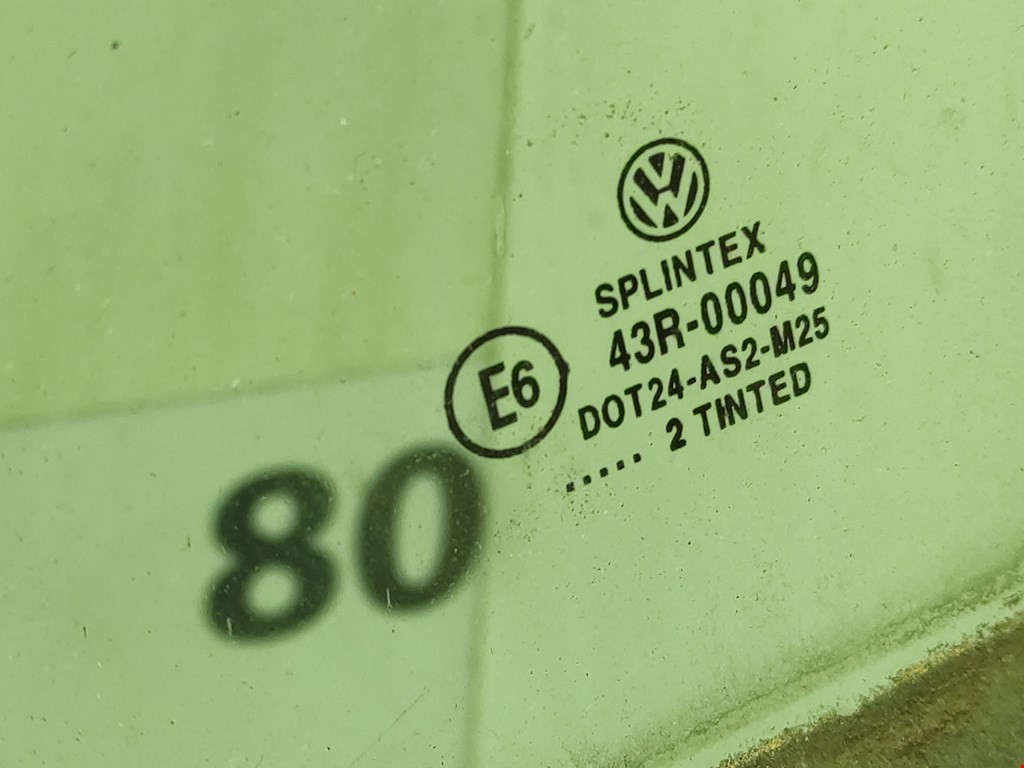 SPLINTEX
43R-00049
E6
DOT24-AS2-M25
..... 2 TINTED
80